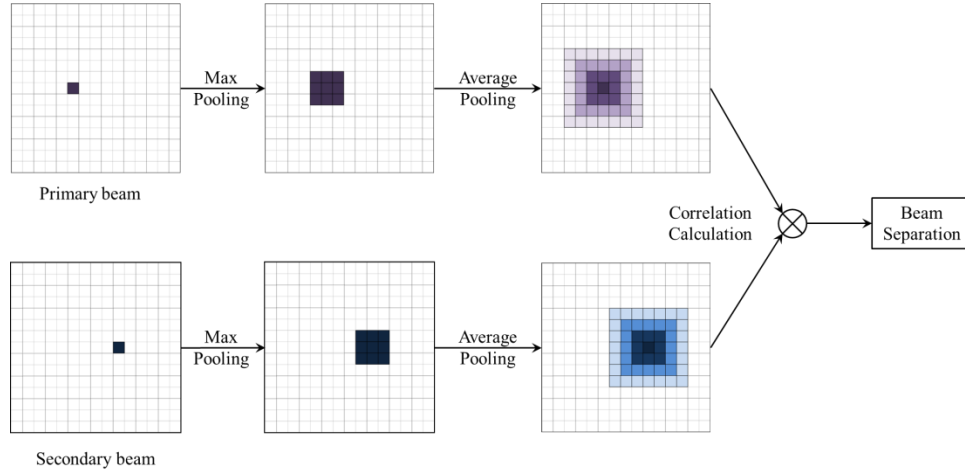 Max
Pooling
Average
Pooling
Primary beam
Correlation
Calculation
Beam
Separation
Max
Pooling
Average
Pooling
Secondary beam